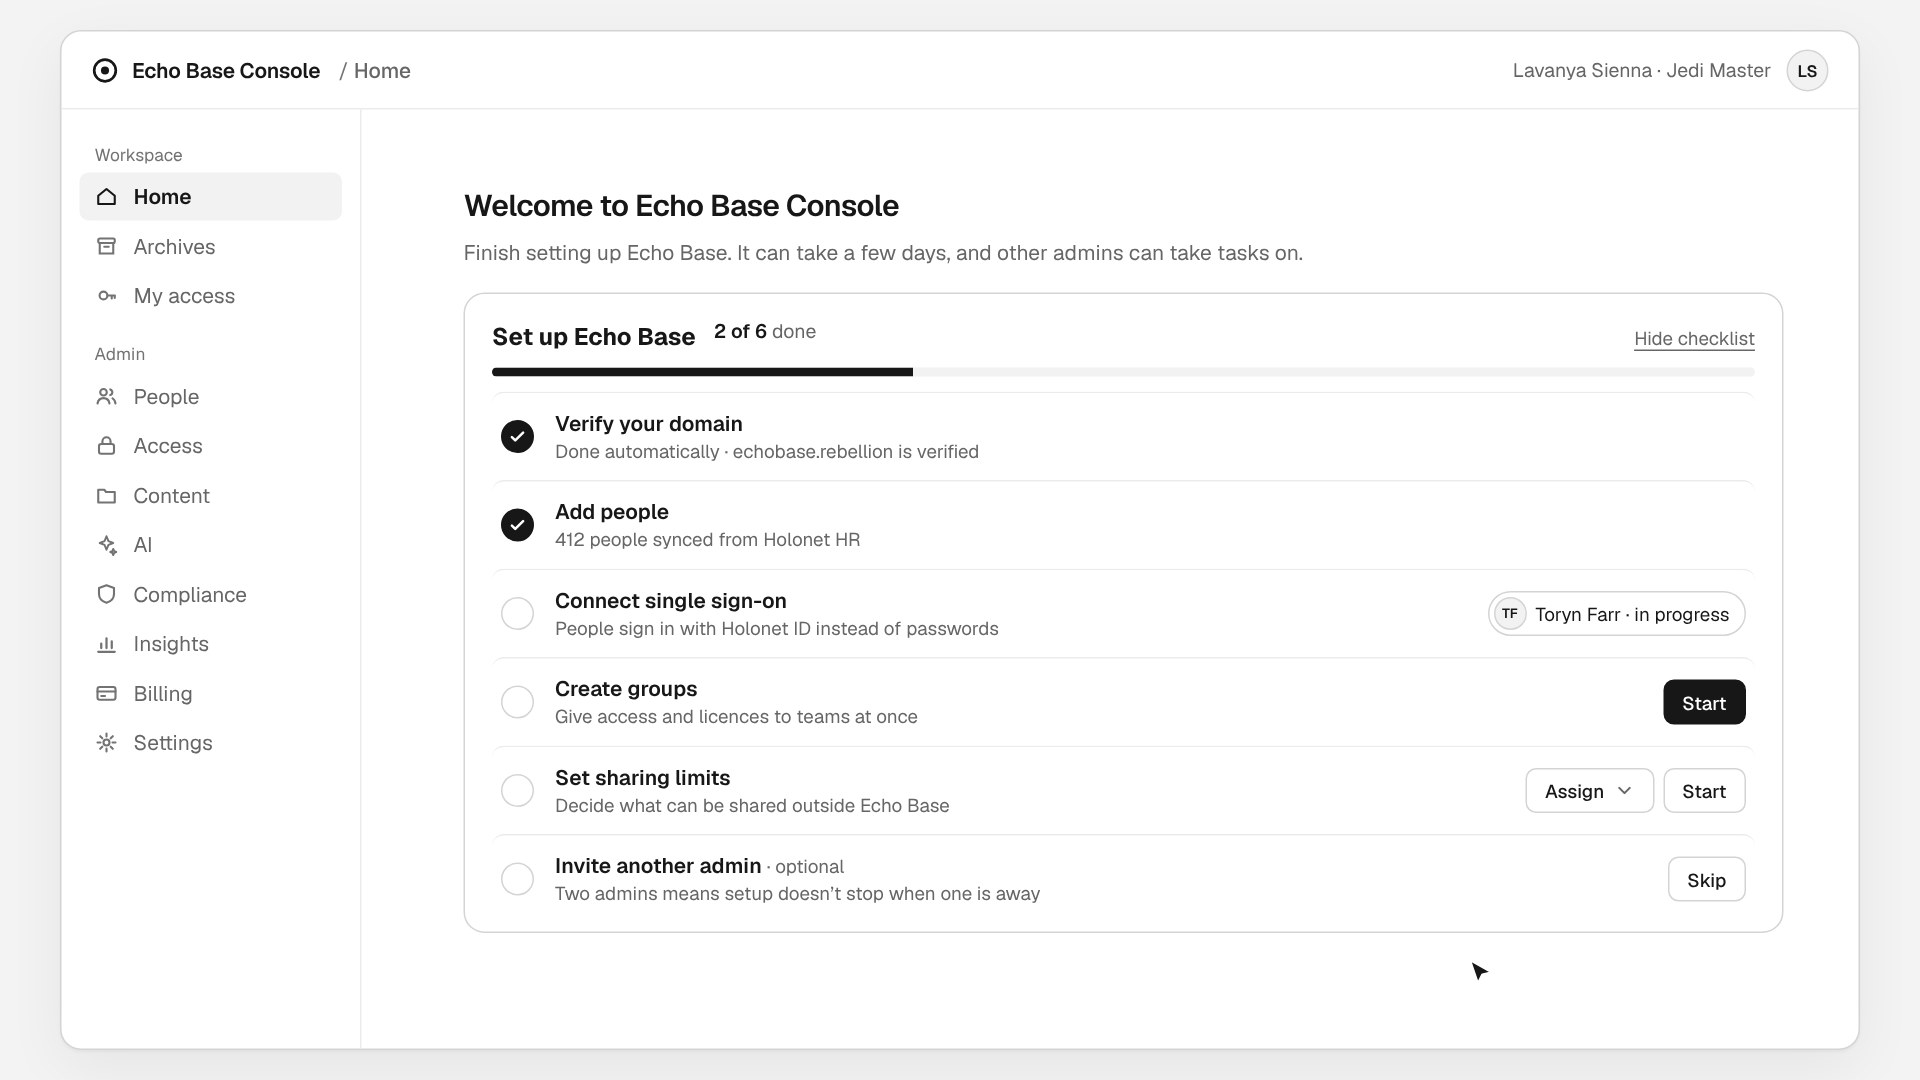 Echo Base Console / Home
Lavanya Sienna · Jedi Master LS
Workspace
Home
Archives
My access
Admin
People
Access
Content
AI
Compliance
Insights
Billing
Settings
Welcome to Echo Base Console
Finish setting up Echo Base. It can take a few days, and other admins can take tasks on.
Set up Echo Base 2 of 6 done
Hide checklist
Verify your domain
Done automatically · echobase.rebellion is verified
Add people
412 people synced from Holonet HR
Connect single sign-on
People sign in with Holonet ID instead of passwords
TF Toryn Farr · in progress
Create groups
Give access and licences to teams at once
Start
Set sharing limits
Decide what can be shared outside Echo Base
Assign
Start
Invite another admin · optional
Two admins means setup doesn’t stop when one is away
Skip